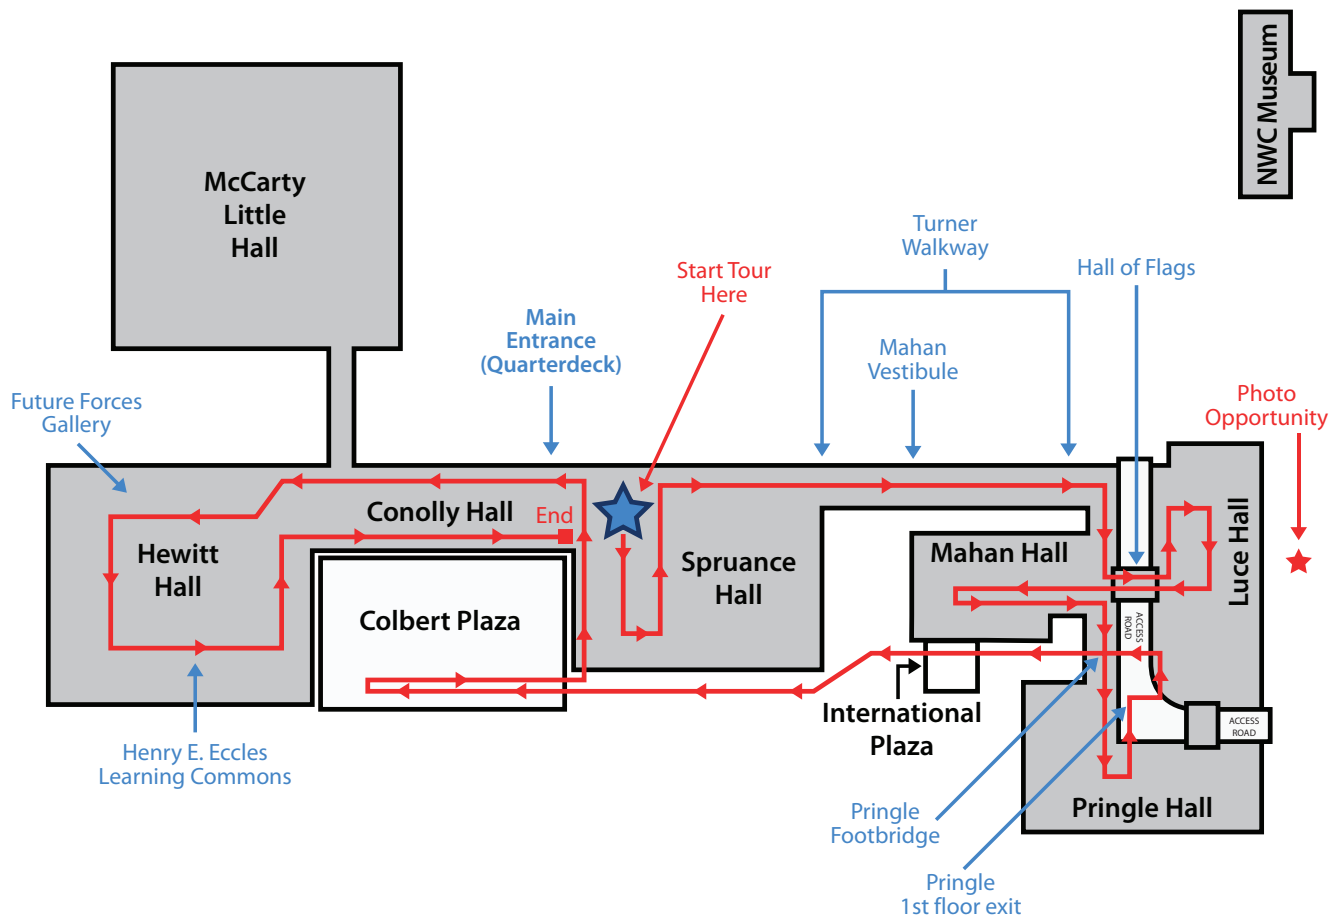 NWC Museum
McCarty
Little
Hall
Turner
Walkway
Start Tour
Here
Hall of Flags
Main
Entrance
(Quarterdeck)
Mahan
Vestibule
Photo
Opportunity
Future Forces
Gallery
Conolly Hall
End
Hewitt
Hall
Spruance
Hall
Mahan Hall
Luce Hall
Colbert Plaza
ACCESS
ROAD
International
Plaza
ACCESS
ROAD
Henry E. Eccles
Learning Commons
Pringle Hall
Pringle
Footbridge
Pringle
1st floor exit